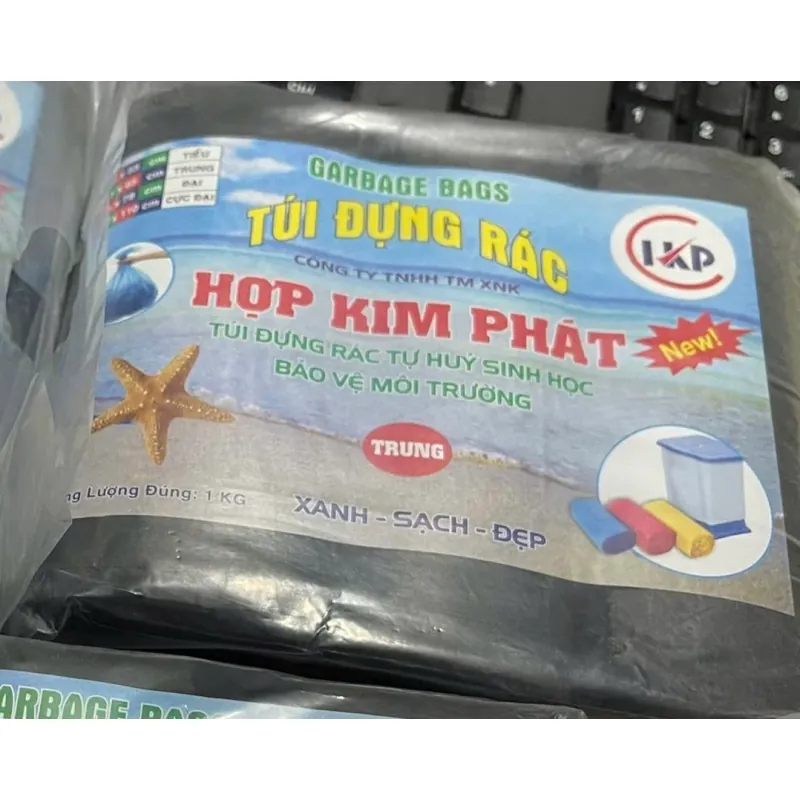 TIỂU
TRUNG
ĐẠI
CỰC ĐẠI
GARBAGE BAGS
TÚI ĐỰNG RÁC
HKP
CÔNG TY TNHH TM XNK
HỢP KIM PHÁT
New!
TÚI ĐỰNG RÁC TỰ HUỶ SINH HỌC
BẢO VỆ MÔI TRƯỜNG
TRUNG
Lượng Đúng: 1 KG
XANH - SẠCH - ĐẸP
ARBAGE BAGS